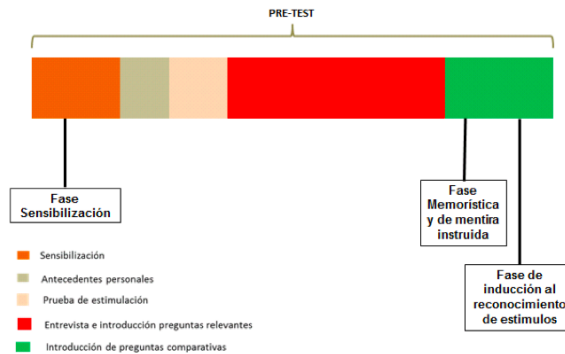 PRE-TEST
Fase
Sensibilización
Fase
Memorística
y de mentira
instruida
Fase de
inducción al
reconocimiento
de estimulos
Sensibilización
Antecedentes personales
Prueba de estimulación
Entrevista e introducción preguntas relevantes
Introducción de preguntas comparativas